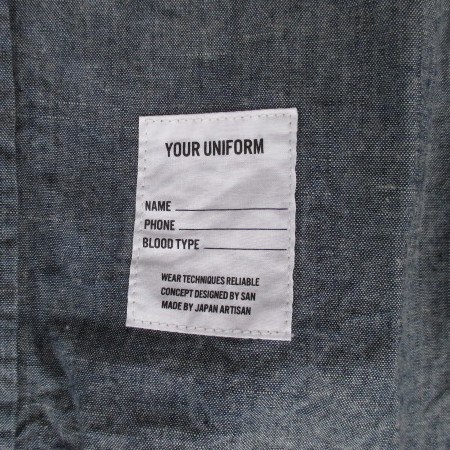 YOUR UNIFORM
NAME
PHONE
BLOOD TYPE
WEAR TECHNIQUES RELIABLE
CONCEPT DESIGNED BY SAN
MADE BY JAPAN ARTISAN